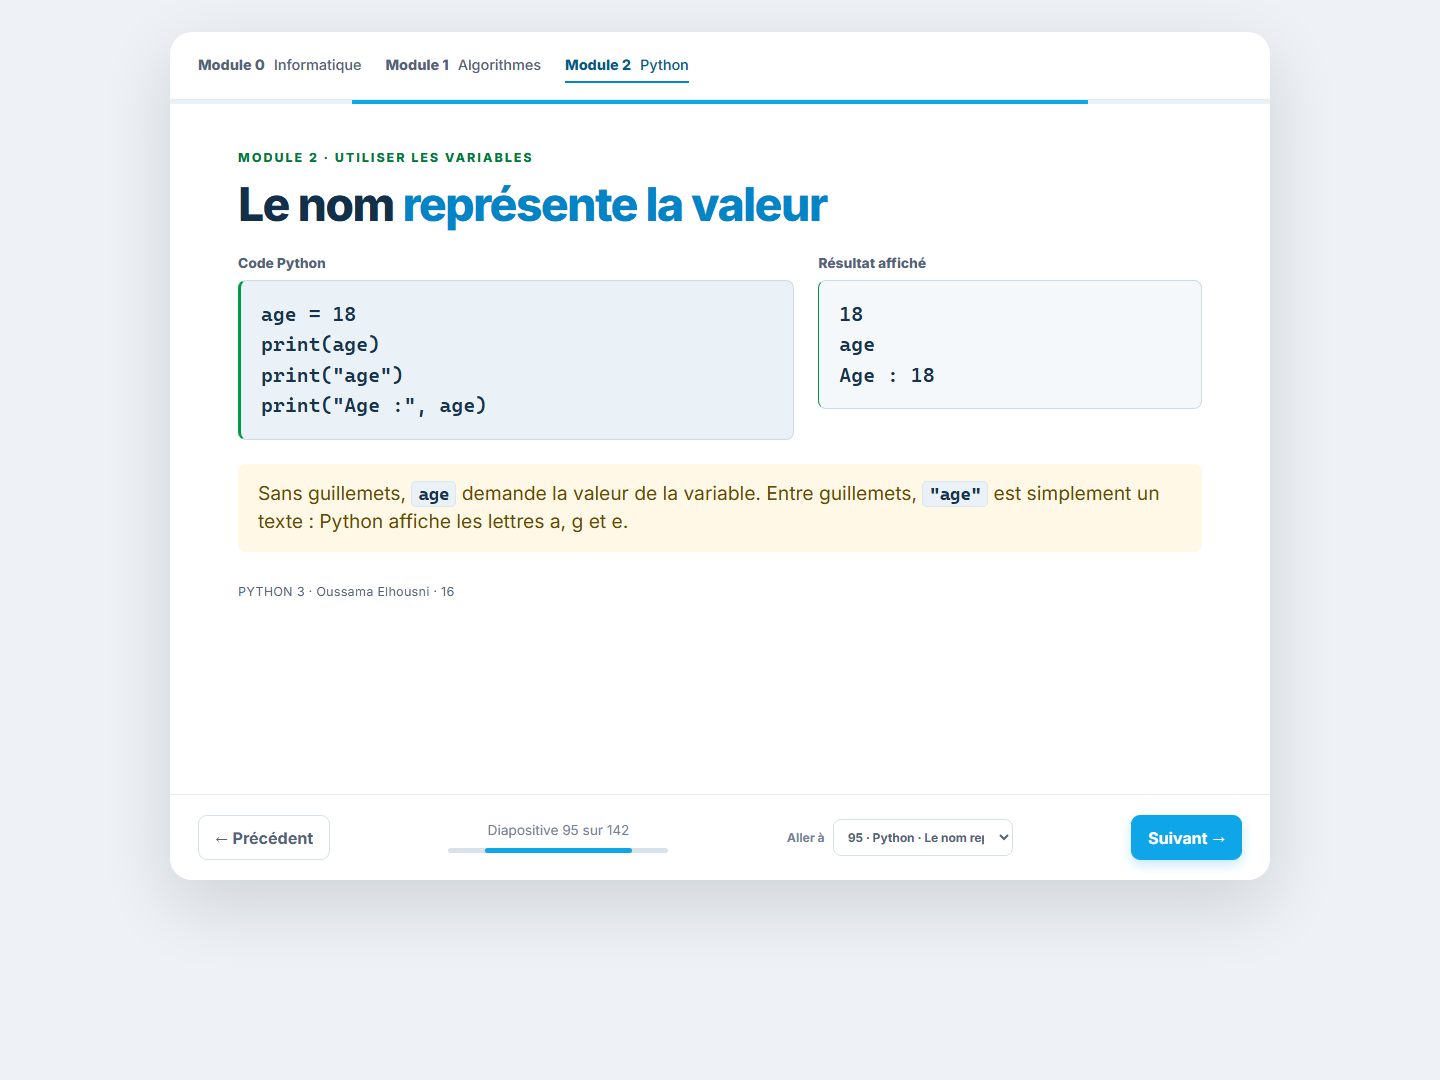 Module 0 Informatique Module 1 Algorithmes Module 2 Python
MODULE 2 · UTILISER LES VARIABLES
Le nom représente la valeur
Code Python
age = 18
print(age)
print("age")
print("Age :", age)
Résultat affiché
18
age
Age : 18
Sans guillemets, age demande la valeur de la variable. Entre guillemets, "age" est simplement un
texte : Python affiche les lettres a, g et e.
PYTHON 3 · Oussama Elhousni · 16
← Précédent
Diapositive 95 sur 142
Aller à
95 · Python · Le nom rep
Suivant →